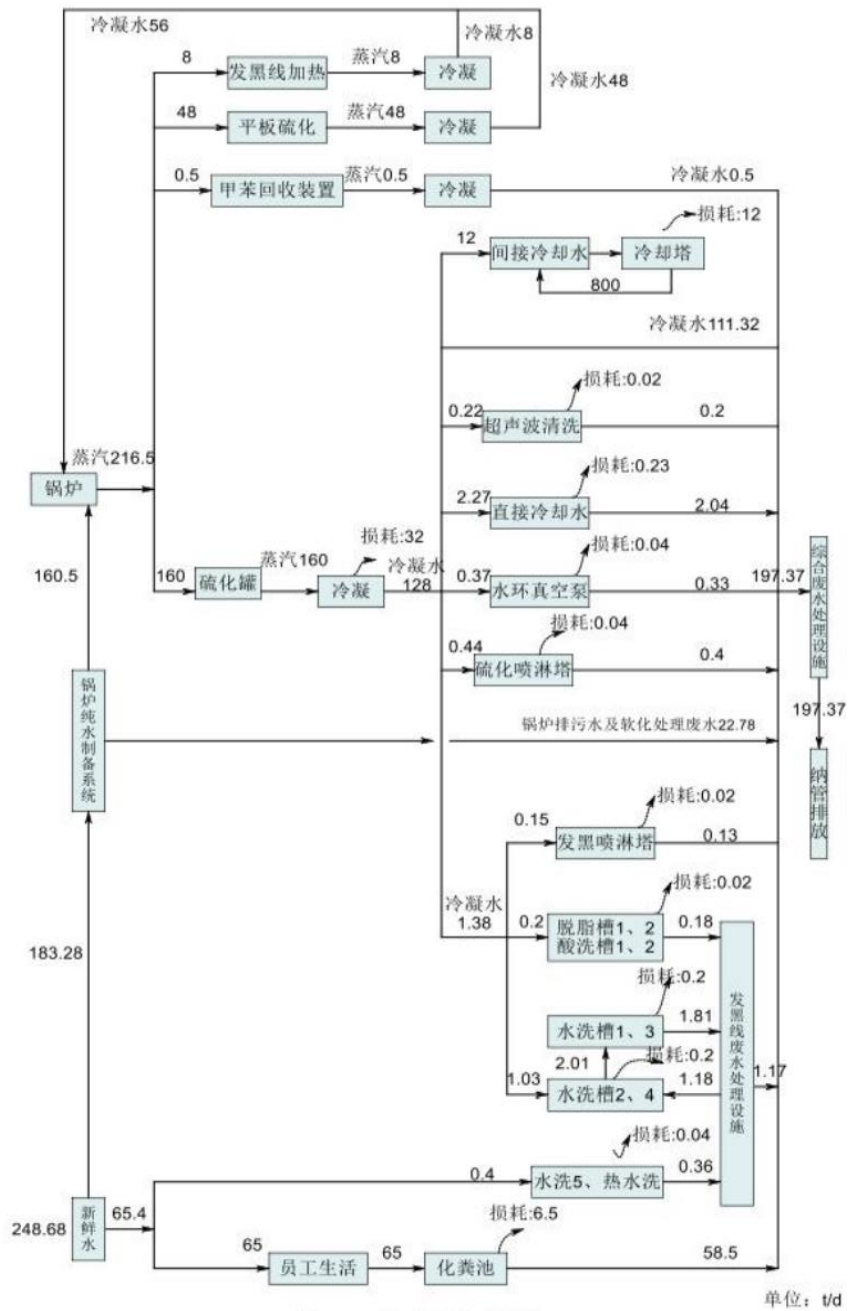 冷凝水56
冷凝水8
8
发黑线加热
蒸汽8
冷凝
冷凝水48
48
平板硫化
蒸汽48
冷凝
0.5
甲苯回收装置
蒸汽0.5
冷凝
冷凝水0.5
损耗:12
12
间接冷却水
冷却塔
800
冷凝水111.32
损耗:0.02
0.22
超声波清洗
0.2
蒸汽216.5
锅炉
损耗:0.23
2.27
直接冷却水
2.04
损耗:32
损耗:0.04
160.5
160
硫化罐
蒸汽160
冷凝
冷凝水
128
0.37
水环真空泵
0.33
197.37
综合废水处理设施
损耗:0.04
0.44
硫化喷淋塔
0.4
197.37
锅炉纯水制备系统
锅炉排污水及软化处理废水22.78
纳管排放
损耗:0.02
0.15
发黑喷淋塔
0.13
冷凝水
1.38
损耗:0.02
0.2
脱脂槽1、2
酸洗槽1、2
0.18
183.28
损耗:0.2
水洗槽1、3
1.81
发黑线废水处理设施
2.01
损耗:0.2
1.03
水洗槽2、4
1.18
1.17
损耗:0.04
0.4
水洗5、热水洗
0.36
248.68
新鲜水
65.4
损耗:6.5
65
员工生活
65
化粪池
58.5
单位：t/d